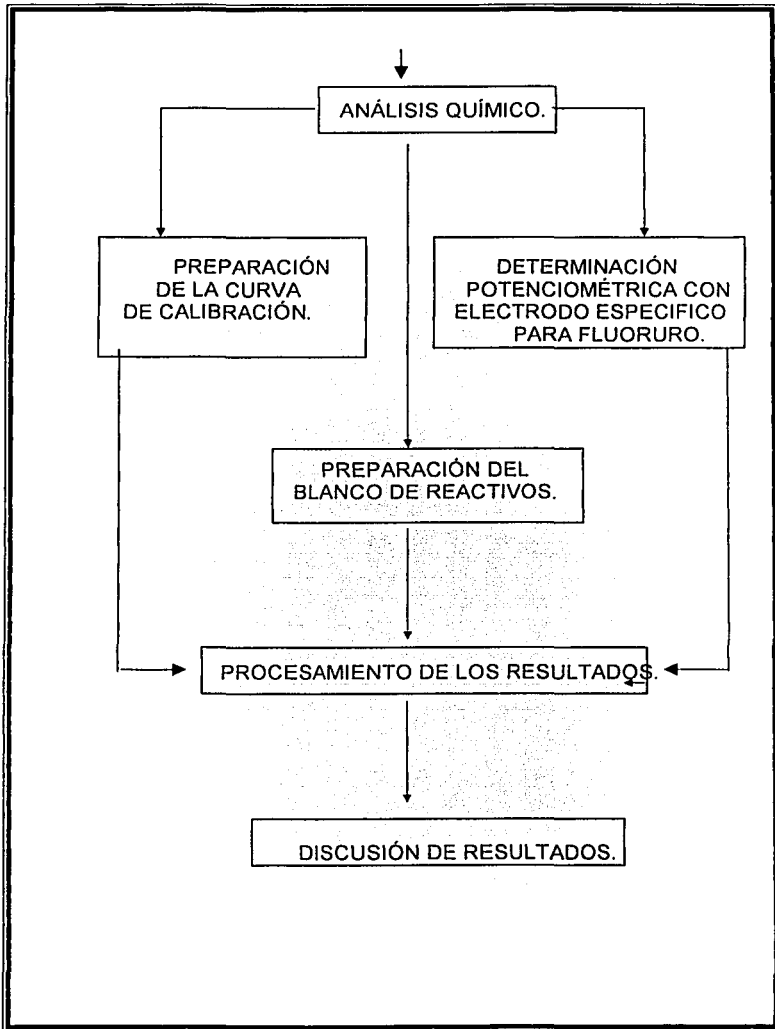 ANÁLISIS QUÍMICO.
PREPARACIÓN
DE LA CURVA
DE CALIBRACIÓN.
DETERMINACIÓN
POTENCIOMÉTRICA CON
ELECTRODO ESPECIFICO
PARA FLUORURO.
PREPARACIÓN DEL
BLANCO DE REACTIVOS.
PROCESAMIENTO DE LOS RESULTADOS.
DISCUSIÓN DE RESULTADOS.